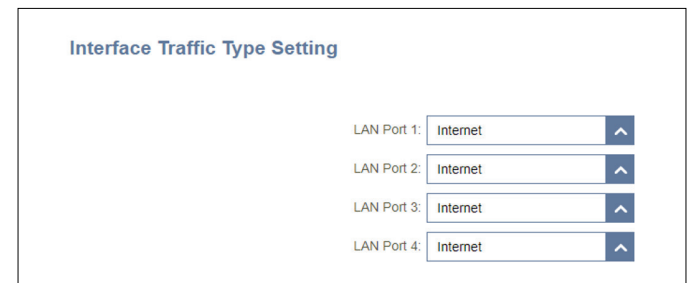 Interface Traffic Type Setting
LAN Port 1: Internet
LAN Port 2: Internet
LAN Port 3: Internet
LAN Port 4: Internet